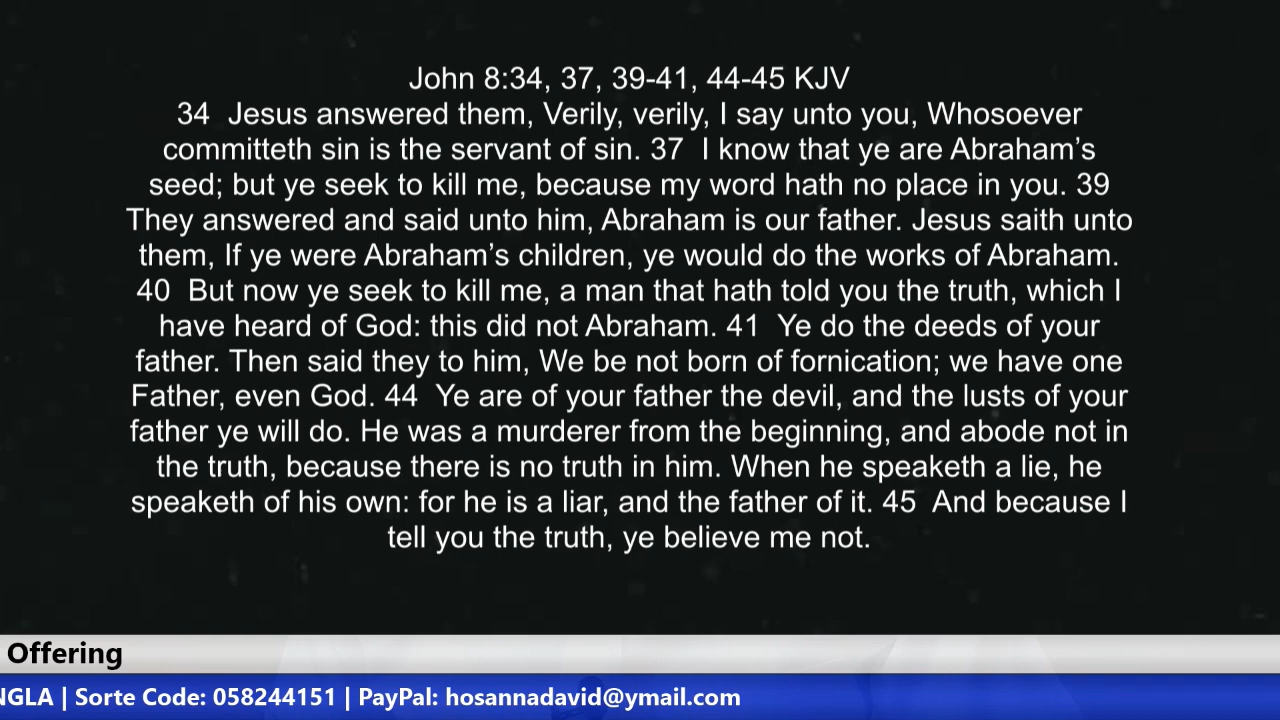 John 8:34, 37, 39-41, 44-45 KJV
34  Jesus answered them, Verily, verily, I say unto you, Whosoever
committeth sin is the servant of sin. 37  I know that ye are Abraham’s
seed; but ye seek to kill me, because my word hath no place in you. 39
They answered and said unto him, Abraham is our father. Jesus saith unto
them, If ye were Abraham’s children, ye would do the works of Abraham.
40  But now ye seek to kill me, a man that hath told you the truth, which I
have heard of God: this did not Abraham. 41  Ye do the deeds of your
father. Then said they to him, We be not born of fornication; we have one
Father, even God. 44  Ye are of your father the devil, and the lusts of your
father ye will do. He was a murderer from the beginning, and abode not in
the truth, because there is no truth in him. When he speaketh a lie, he
speaketh of his own: for he is a liar, and the father of it. 45  And because I
tell you the truth, ye believe me not.
Offering
NGLA | Sorte Code: 058244151 | PayPal: hosannadavid@ymail.com